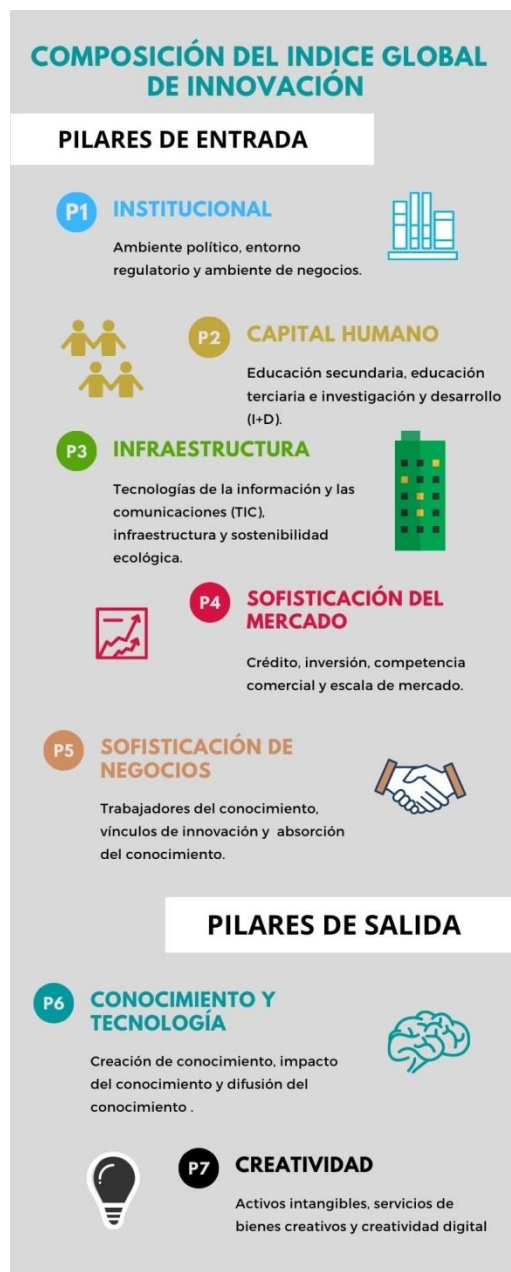 COMPOSICIÓN DEL INDICE GLOBAL
DE INNOVACIÓN
PILARES DE ENTRADA
P1
INSTITUCIONAL
Ambiente político, entorno
regulatorio y ambiente de negocios.
P2
CAPITAL HUMANO
Educación secundaria, educación
terciaria e investigación y desarrollo
(I+D).
P3
INFRAESTRUCTURA
Tecnologías de la información y las
comunicaciones (TIC),
infraestructura y sostenibilidad
ecológica.
P4
SOFISTICACIÓN DEL
MERCADO
Crédito, inversión, competencia
comercial y escala de mercado.
P5
SOFISTICACIÓN DE
NEGOCIOS
Trabajadores del conocimiento,
vínculos de innovación y absorción
del conocimiento.
PILARES DE SALIDA
P6
CONOCIMIENTO Y
TECNOLOGÍA
Creación de conocimiento, impacto
del conocimiento y difusión del
conocimiento .
P7
CREATIVIDAD
Activos intangibles, servicios de
bienes creativos y creatividad digital